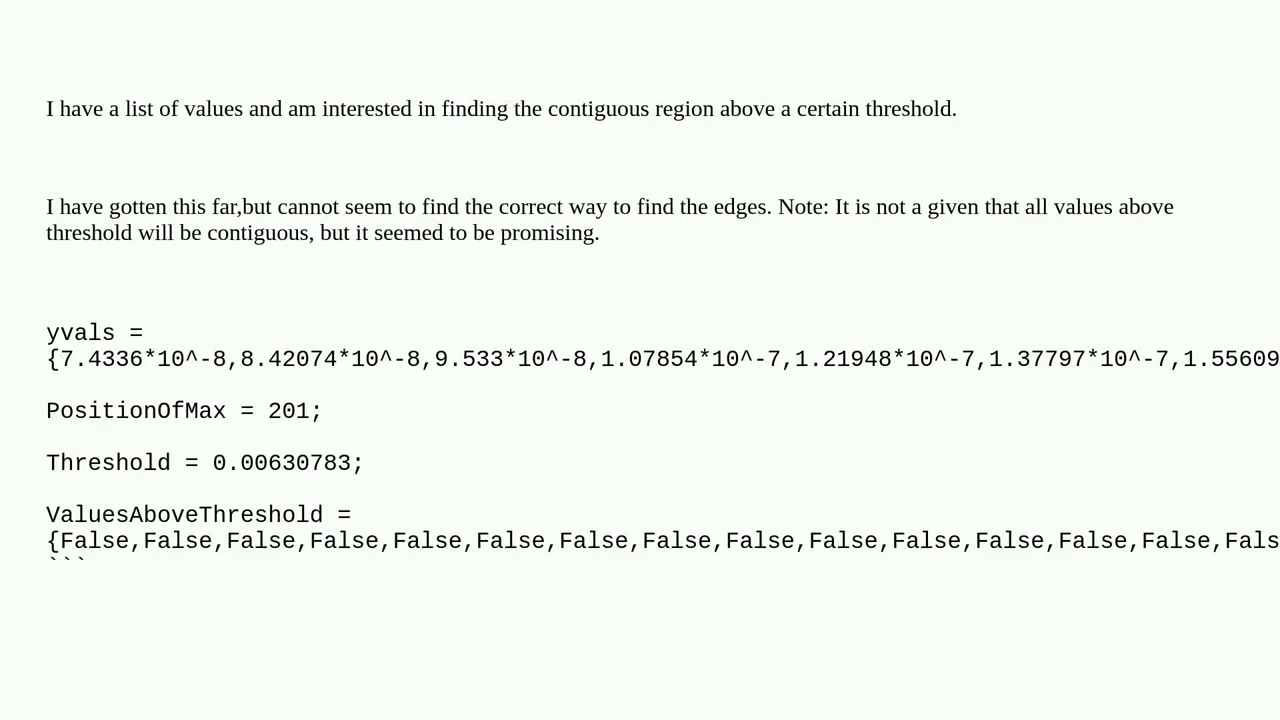 I have a list of values and am interested in finding the contiguous region above a certain threshold.
I have gotten this far,but cannot seem to find the correct way to find the edges. Note: It is not a given that all values above
threshold will be contiguous, but it seemed to be promising.
yvals =
{7.4336*10^-8,8.42074*10^-8,9.533*10^-8,1.07854*10^-7,1.21948*10^-7,1.37797*10^-7,1.55609
PositionOfMax = 201;
Threshold = 0.00630783;
ValuesAboveThreshold =
{False,False,False,False,False,False,False,False,False,False,False,False,False,False,Fals
```